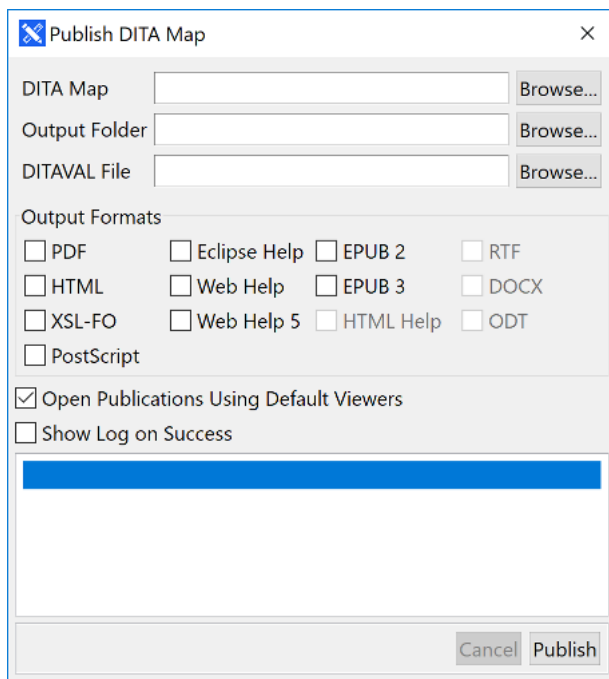 Publish DITA Map
DITA Map Browse...
Output Folder Browse...
DITAVAL File Browse...
Output Formats
PDF Eclipse Help EPUB 2 RTF
HTML Web Help EPUB 3 DOCX
XSL-FO Web Help 5 HTML Help ODT
PostScript
Open Publications Using Default Viewers
Show Log on Success
Cancel Publish